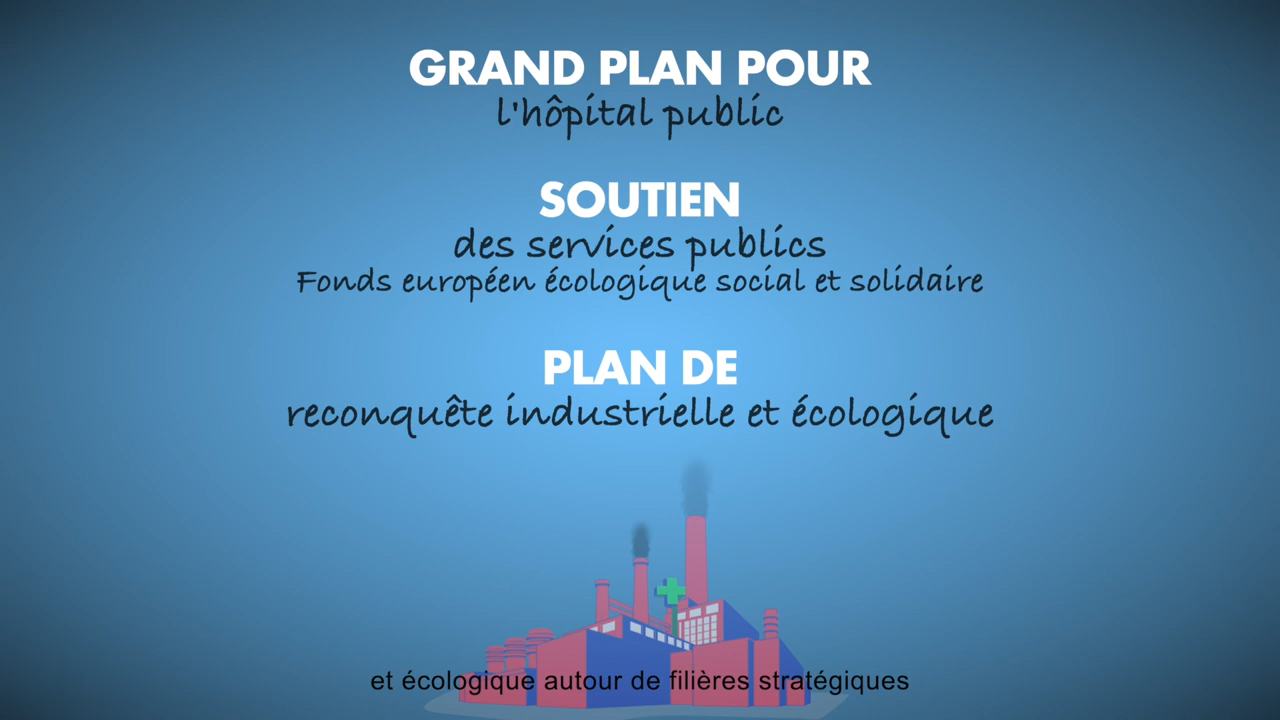 GRAND PLAN POUR
l'hôpital public
SOUTIEN
des services publics
Fonds européen écologique social et solidaire
PLAN DE
reconquête industrielle et écologique
et écologique autour de filières stratégiques